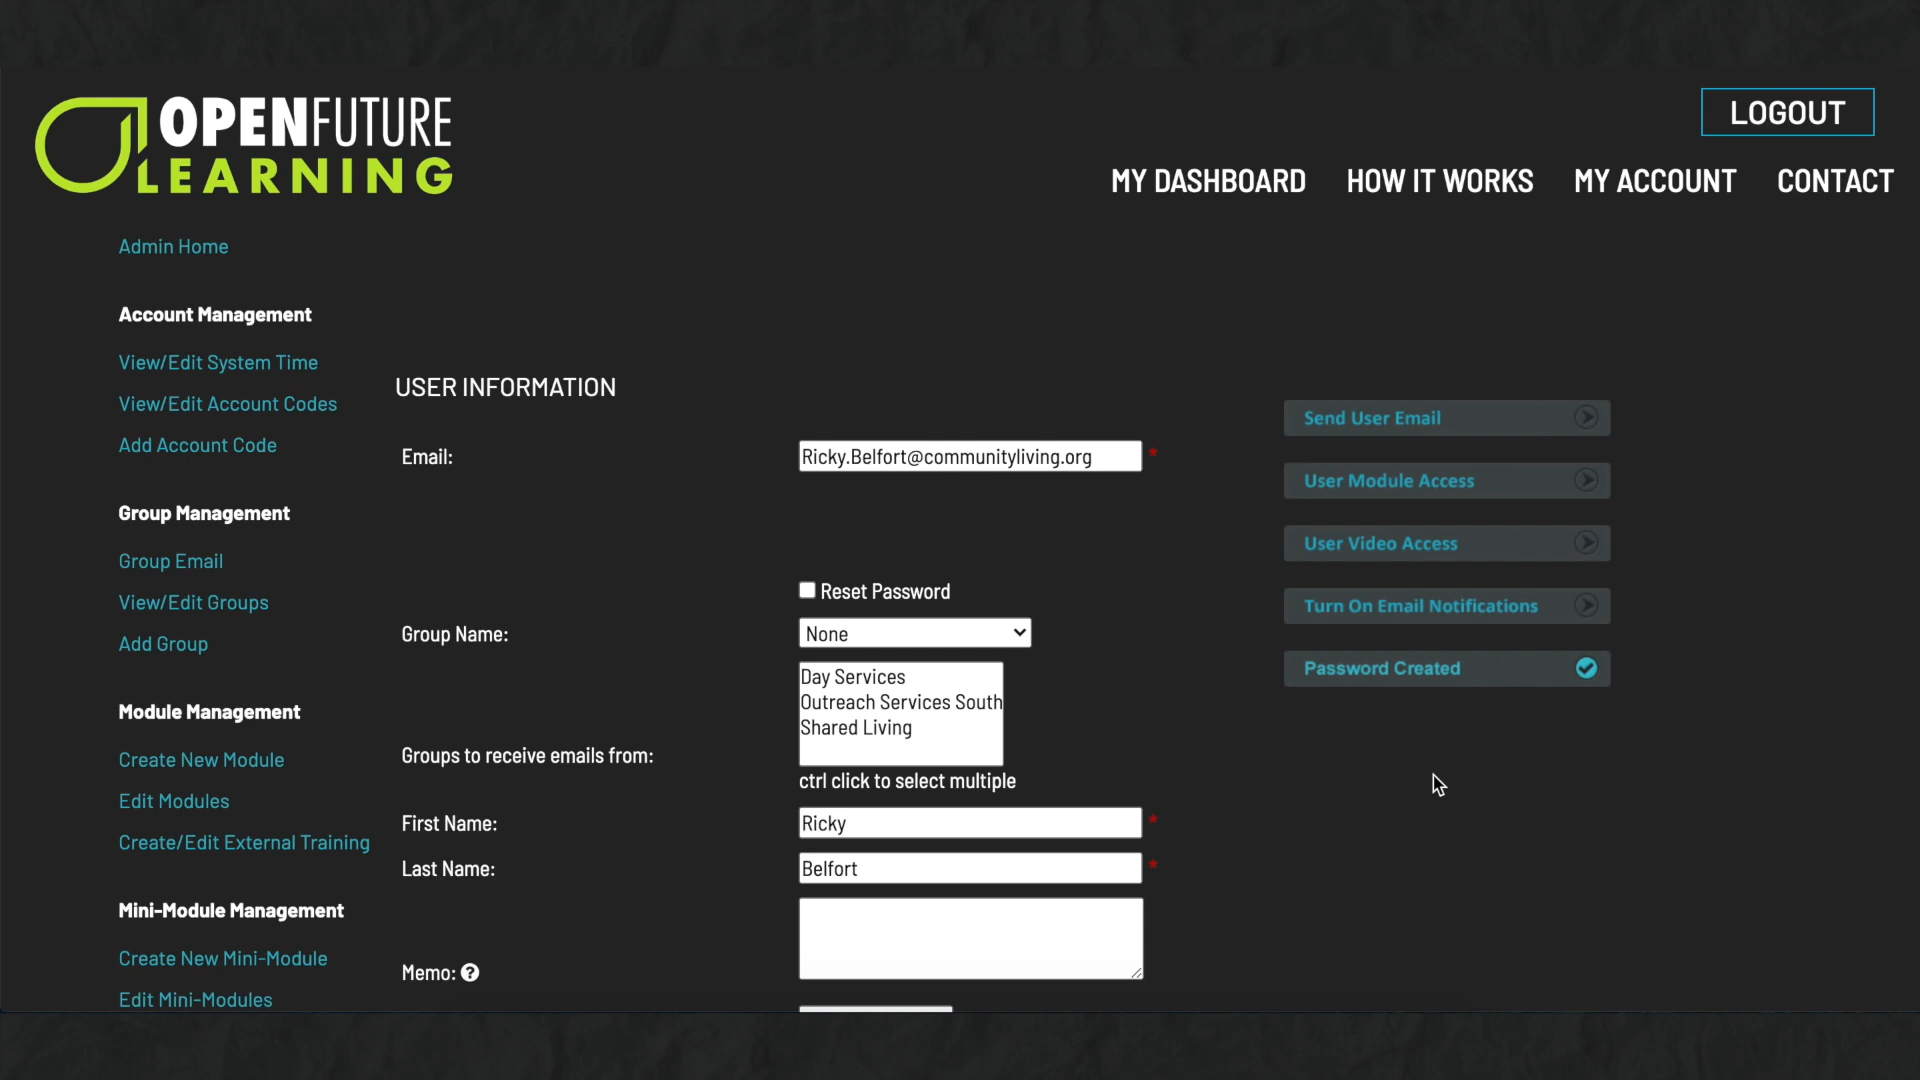 OPENFUTURE
LEARNING
LOGOUT
MY DASHBOARD
HOW IT WORKS
MY ACCOUNT
CONTACT
Admin Home
Account Management
View/Edit System Time
View/Edit Account Codes
Add Account Code
Group Management
Group Email
View/Edit Groups
Add Group
Module Management
Create New Module
Edit Modules
Create/Edit External Training
Mini-Module Management
Create New Mini-Module
Edit Mini-Modules
USER INFORMATION
Email:
Ricky.Belfort@communityliving.org *
Reset Password
Group Name:
None
Day Services
Outreach Services South
Shared Living
Groups to receive emails from:
ctrl click to select multiple
First Name:
Ricky *
Last Name:
Belfort *
Memo: ?
Send User Email
User Module Access
User Video Access
Turn On Email Notifications
Password Created